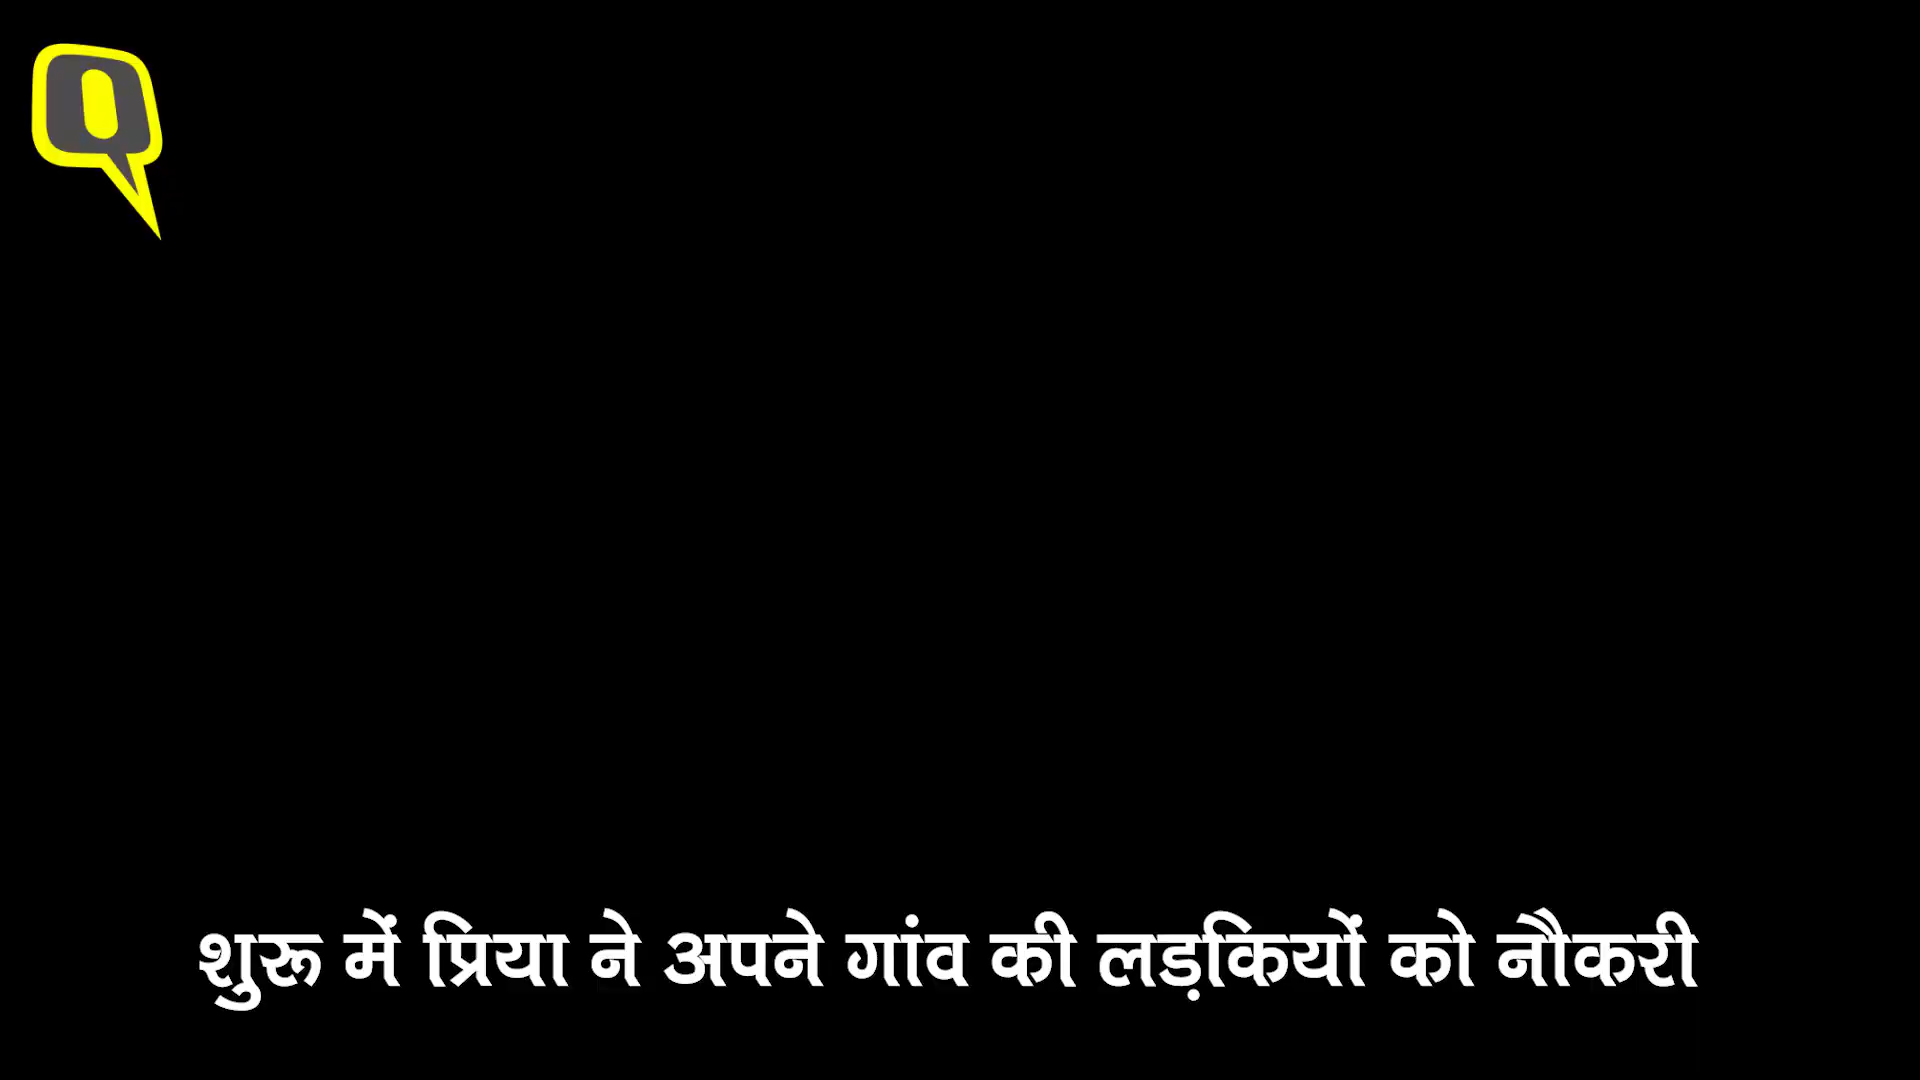 शुरू में प्रिया ने अपने गांव की लड़कियों को नौकरी